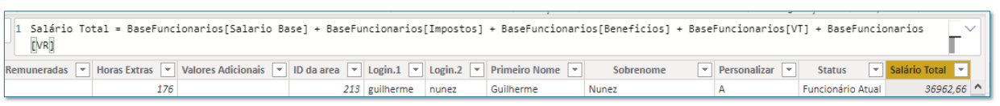 1 Salário Total = BaseFuncionarios[Salario Base] + BaseFuncionarios[Impostos] + BaseFuncionarios[Beneficios] + BaseFuncionarios[VT] + BaseFuncionarios
[VR]
Remuneradas Horas Extras Valores Adicionais ID da area Login.1 Login.2 Primeiro Nome Sobrenome Personalizar Status Salário Total
176 213 guilherme nunez Guilherme Nunez A Funcionário Atual 36962,66